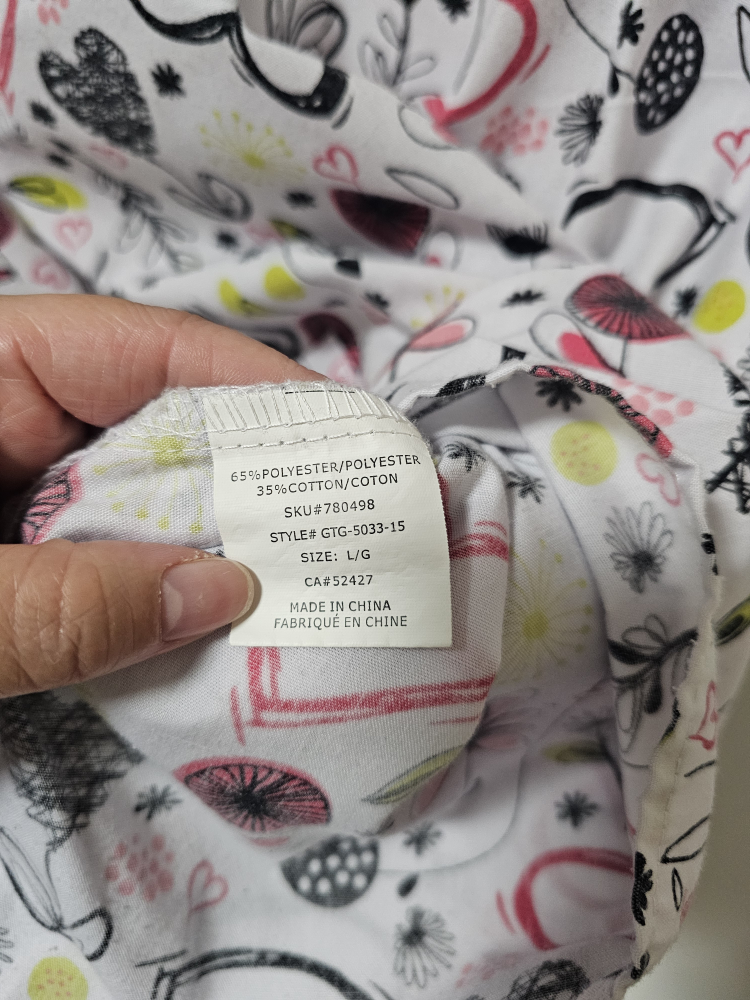 65%POLYESTER/POLYESTER
35%COTTON/COTON
SKU#780498
STYLE# GTG-5033-15
SIZE: L/G
CA#52427
MADE IN CHINA
FABRIQUÉ EN CHINE